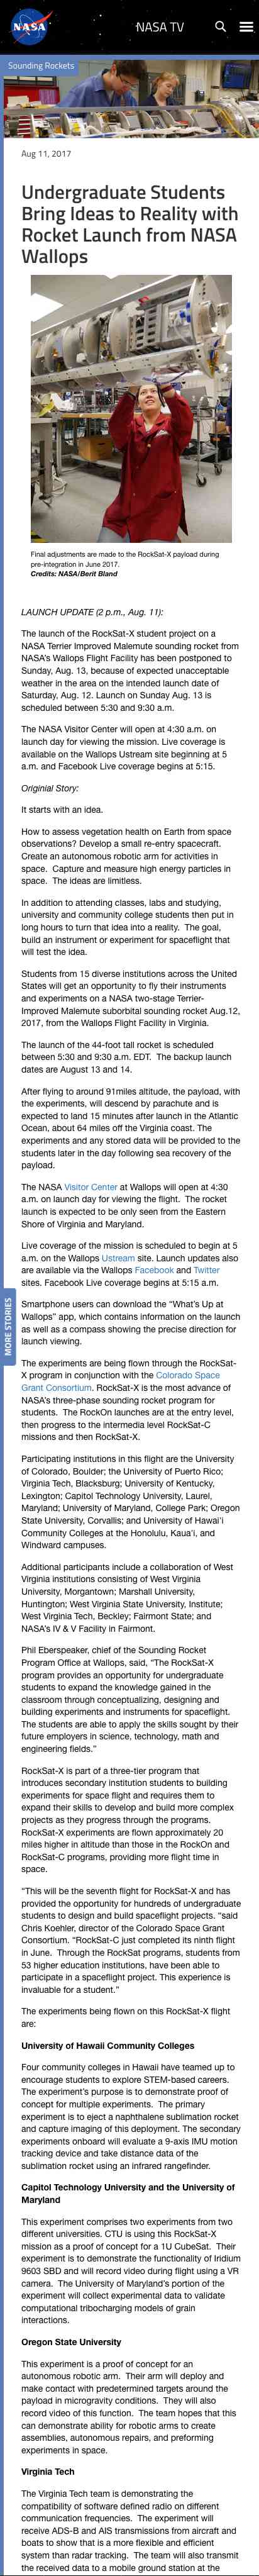 NASA
NASA TV
Sounding Rockets
Aug 11, 2017
Undergraduate Students
Bring Ideas to Reality with
Rocket Launch from NASA
Wallops
Final adjustments are made to the RockSat-X payload during
pre-integration in June 2017.
Credits: NASA/Berit Bland
LAUNCH UPDATE (2 p.m., Aug. 11):
The launch of the RockSat-X student project on a
NASA Terrier Improved Malemute sounding rocket from
NASA's Wallops Flight Facility has been postponed to
Sunday, Aug. 13, because of expected unacceptable
weather in the area on the intended launch date of
Saturday, Aug. 12. Launch on Sunday Aug. 13 is
scheduled between 5:30 and 9:30 a.m.
The NASA Visitor Center will open at 4:30 a.m. on
launch day for viewing the mission. Live coverage is
available on the Wallops Ustream site beginning at 5
a.m. and Facebook Live coverage begins at 5:15.
Originial Story:
It starts with an idea.
How to assess vegetation health on Earth from space
observations? Develop a small re-entry spacecraft.
Create an autonomous robotic arm for activities in
space. Capture and measure high energy particles in
space. The ideas are limitless.
In addition to attending classes, labs and studying,
university and community college students then put in
long hours to turn that idea into a reality. The goal,
build an instrument or experiment for spaceflight that
will test the idea.
Students from 15 diverse institutions across the United
States will get an opportunity to fly their instruments
and experiments on a NASA two-stage Terrier-
Improved Malemute suborbital sounding rocket Aug.12,
2017, from the Wallops Flight Facility in Virginia.
The launch of the 44-foot tall rocket is scheduled
between 5:30 and 9:30 a.m. EDT. The backup launch
dates are August 13 and 14.
After flying to around 91miles altitude, the payload, with
the experiments, will descend by parachute and is
expected to land 15 minutes after launch in the Atlantic
Ocean, about 64 miles off the Virginia coast. The
experiments and any stored data will be provided to the
students later in the day following sea recovery of the
payload.
The NASA Visitor Center at Wallops will open at 4:30
a.m. on launch day for viewing the flight. The rocket
launch is expected to be only seen from the Eastern
Shore of Virginia and Maryland.
Live coverage of the mission is scheduled to begin at 5
a.m. on the Wallops Ustream site. Launch updates also
are available via the Wallops Facebook and Twitter
sites. Facebook Live coverage begins at 5:15 a.m.
MORE STORIES
Smartphone users can download the "What's Up at
Wallops" app, which contains information on the launch
as well as a compass showing the precise direction for
launch viewing.
The experiments are being flown through the RockSat-
X program in conjunction with the Colorado Space
Grant Consortium. RockSat-X is the most advance of
NASA's three-phase sounding rocket program for
students. The RockOn launches are at the entry level,
then progress to the intermedia level RockSat-C
missions and then RockSat-X.
Participating institutions in this flight are the University
of Colorado, Boulder; the University of Puerto Rico;
Virginia Tech, Blacksburg; University of Kentucky,
Lexington; Capitol Technology University, Laurel,
Maryland; University of Maryland, College Park; Oregon
State University, Corvallis; and University of Hawai'i
Community Colleges at the Honolulu, Kaua'i, and
Windward campuses.
Additional participants include a collaboration of West
Virginia institutions consisting of West Virginia
University, Morgantown; Marshall University,
Huntington; West Virginia State University, Institute;
West Virginia Tech, Beckley; Fairmont State; and
NASA's IV & V Facility in Fairmont.
Phil Eberspeaker, chief of the Sounding Rocket
Program Office at Wallops, said, "The RockSat-X
program provides an opportunity for undergraduate
students to expand the knowledge gained in the
classroom through conceptualizing, designing and
building experiments and instruments for spaceflight.
The students are able to apply the skills sought by their
future employers in science, technology, math and
engineering fields."
RockSat-X is part of a three-tier program that
introduces secondary institution students to building
experiments for space flight and requires them to
expand their skills to develop and build more complex
projects as they progress through the programs.
RockSat-X experiments are flown approximately 20
miles higher in altitude than those in the RockOn and
RockSat-C programs, providing more flight time in
space.
"This will be the seventh flight for RockSat-X and has
provided the opportunity for hundreds of undergraduate
students to design and build spaceflight projects. "said
Chris Koehler, director of the Colorado Space Grant
Consortium. "RockSat-C just completed its ninth flight
in June. Through the RockSat programs, students from
53 higher education institutions, have been able to
participate in a spaceflight project. This experience is
invaluable for a student."
The experiments being flown on this RockSat-X flight
are:
University of Hawaii Community Colleges
Four community colleges in Hawaii have teamed up to
encourage students to explore STEM-based careers.
The experiment's purpose is to demonstrate proof of
concept for multiple experiments. The primary
experiment is to eject a naphthalene sublimation rocket
and capture imaging of this deployment. The secondary
experiments onboard will evaluate a 9-axis IMU motion
tracking device and take distance data of the
sublimation rocket using an infrared rangefinder.
Capitol Technology University and the University of
Maryland
This experiment comprises two experiments from two
different universities. CTU is using this RockSat-X
mission as a proof of concept for a 1U CubeSat. Their
experiment is to demonstrate the functionality of Iridium
9603 SBD and will record video during flight using a VR
camera. The University of Maryland's portion of the
experiment will collect experimental data to validate
computational tribocharging models of grain
interactions.
Oregon State University
This experiment is a proof of concept for an
autonomous robotic arm. Their arm will deploy and
make contact with predetermined targets around the
payload in microgravity conditions. They will also
record video of this function. The team hopes that this
can demonstrate ability for robotic arms to create
assemblies, autonomous repairs, and preforming
experiments in space.
Virginia Tech
The Virginia Tech team is demonstrating the
compatibility of software defined radio on different
communication frequencies. The experiment will
receive ADS-B and AIS transmissions from aircraft and
boats to show that is a more flexible and efficient
system than radar tracking. The team will also transmit
the received data to a mobile ground station at the